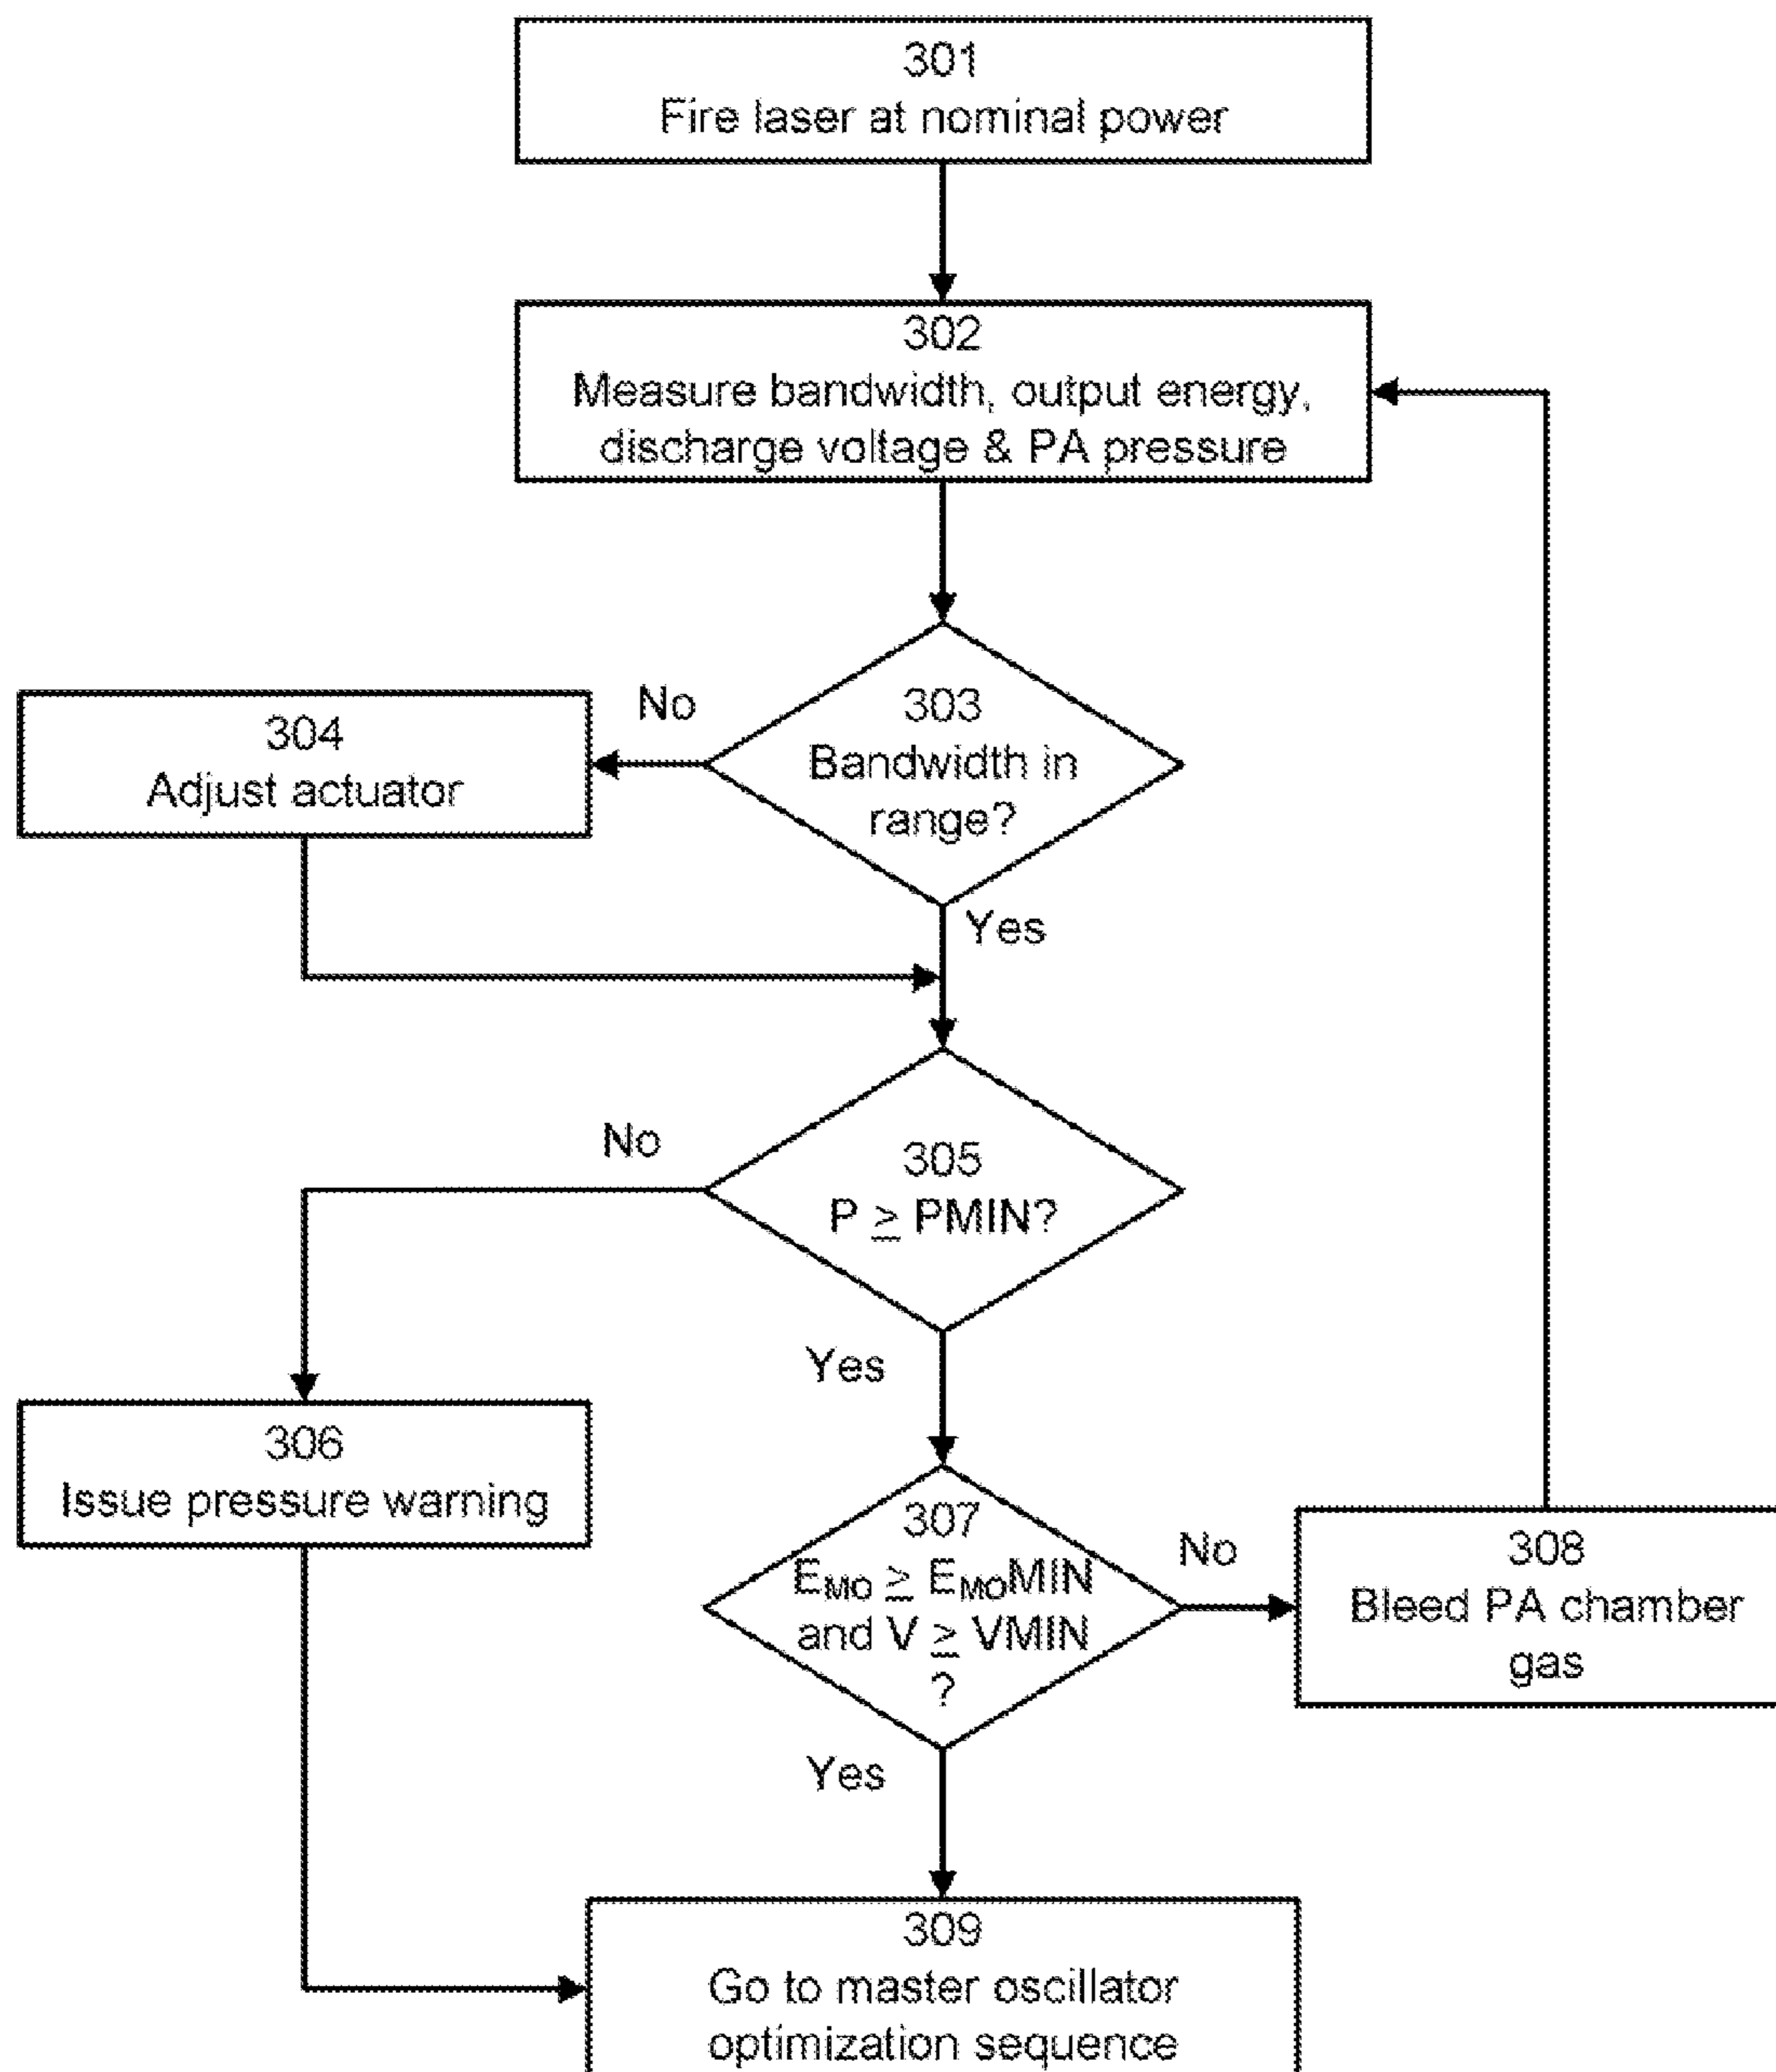 301
Fire laser at nominal power
302
Measure bandwidth, output energy,
discharge voltage & PA pressure
No
303
Bandwidth in
range?
304
Adjust actuator
Yes
No
305
P ≥ PMIN?
Yes
306
Issue pressure warning
307
E_MO ≥ E_MOMIN
and V ≥ VMIN
?
No
308
Bleed PA chamber
gas
Yes
309
Go to master oscillator
optimization sequence